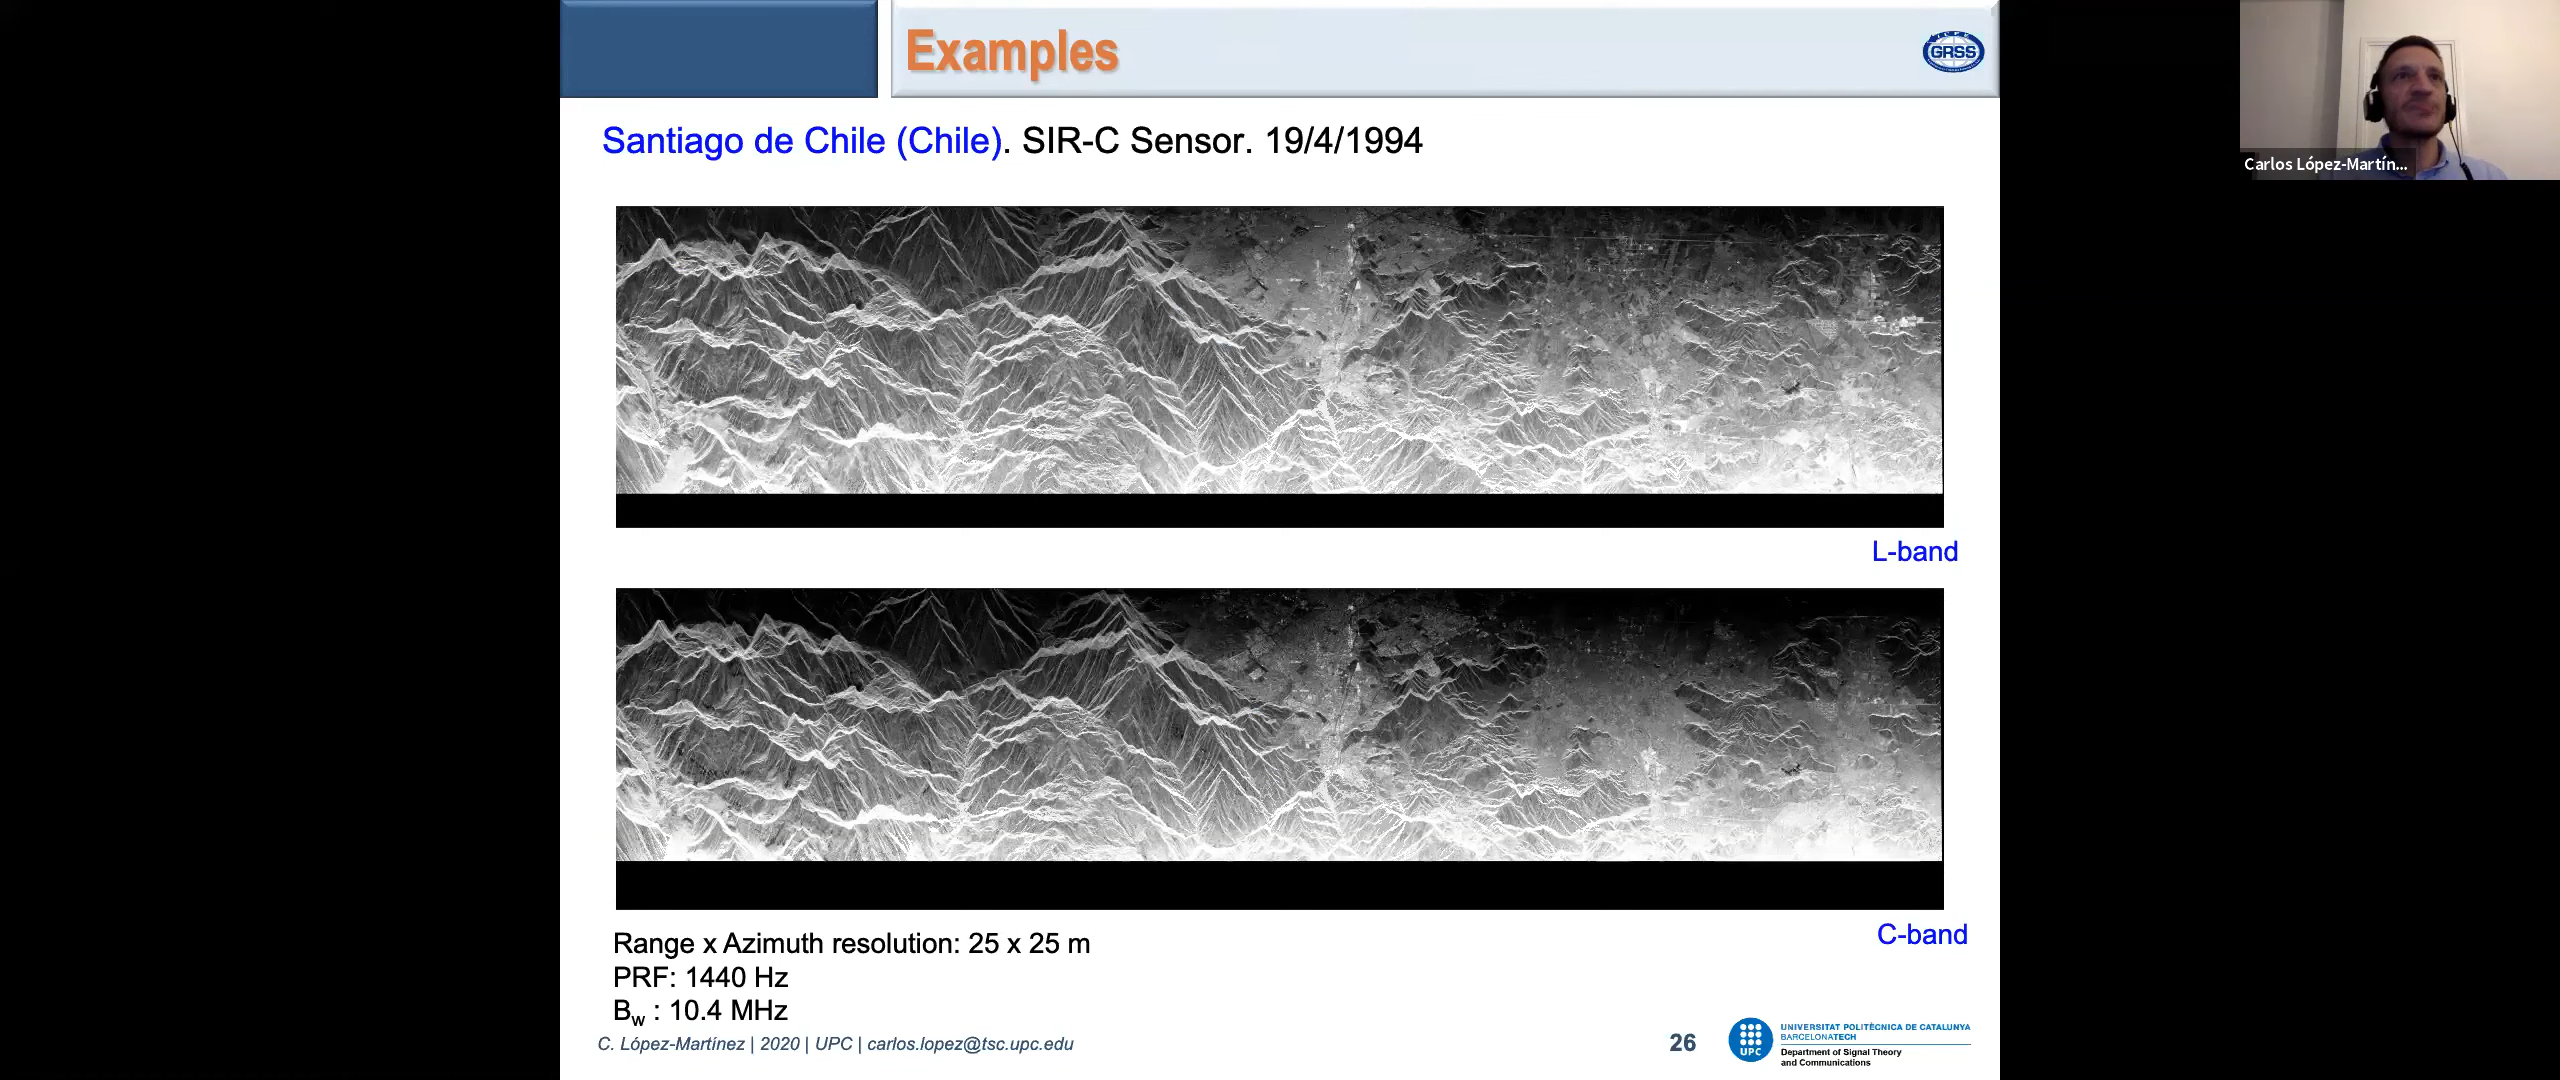 Examples
GRSS
Carlos López-Martín...
Santiago de Chile (Chile). SIR-C Sensor. 19/4/1994
L-band
C-band
Range x Azimuth resolution: 25 x 25 m
PRF: 1440 Hz
Bw : 10.4 MHz
C. López-Martínez | 2020 | UPC | carlos.lopez@tsc.upc.edu
26
UPC
UNIVERSITAT POLITÈCNICA DE CATALUNYA
BARCELONATECH
Department of Signal Theory
and Communications